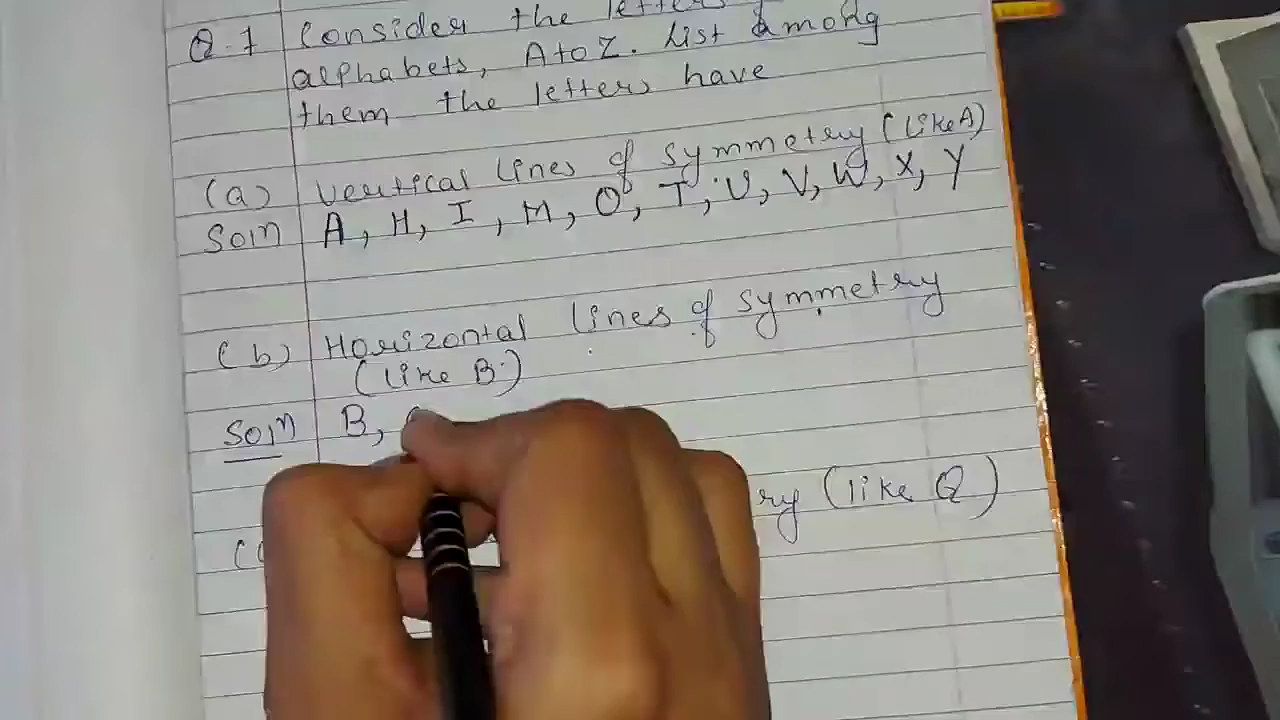 Q.1 Consider the letters
alphabets, A to Z. List among
them the letters have
(a) Vertical lines of symmetry (like A)
Soln A, H, I, M, O, T, U, V, W, X, Y
(b) Horizontal lines of symmetry
(like B)
Soln B,
(like Q)